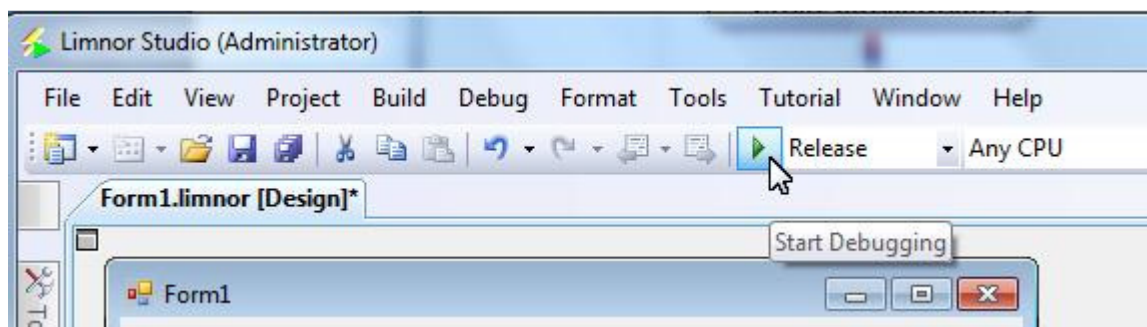 Limnor Studio (Administrator)
File Edit View Project Build Debug Format Tools Tutorial Window Help
Release Any CPU
Form1.limnor [Design]*
Start Debugging
Form1